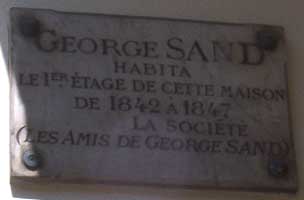 GEORGE SAND
HABITA
LE 1ER ÉTAGE DE CETTE MAISON
DE 1842 À 1847
LA SOCIÉTÉ
(LES AMIS DE GEORGE SAND)